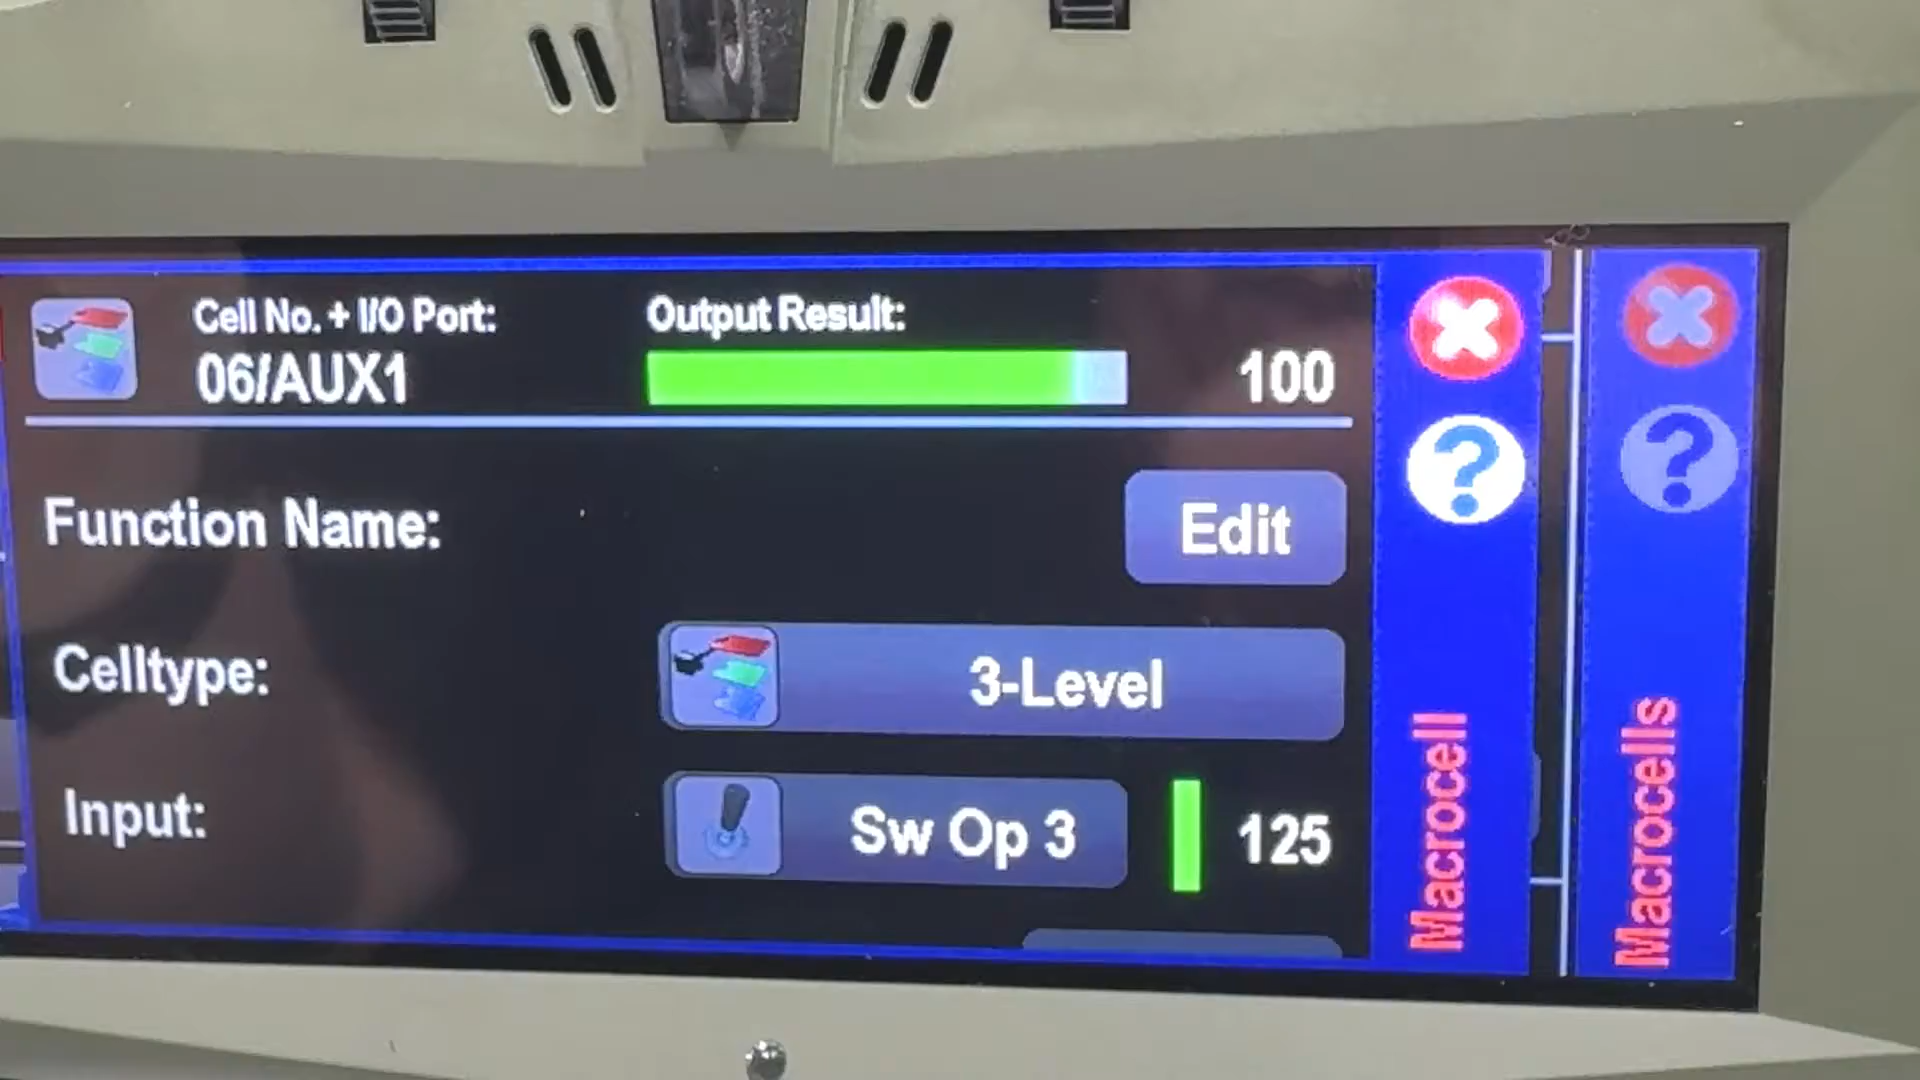 Cell No. + I/O Port:
06/AUX1
Output Result:
100
Function Name:
Edit
Celltype:
3-Level
Input:
Sw Op 3
125
Macrocell
Macrocells